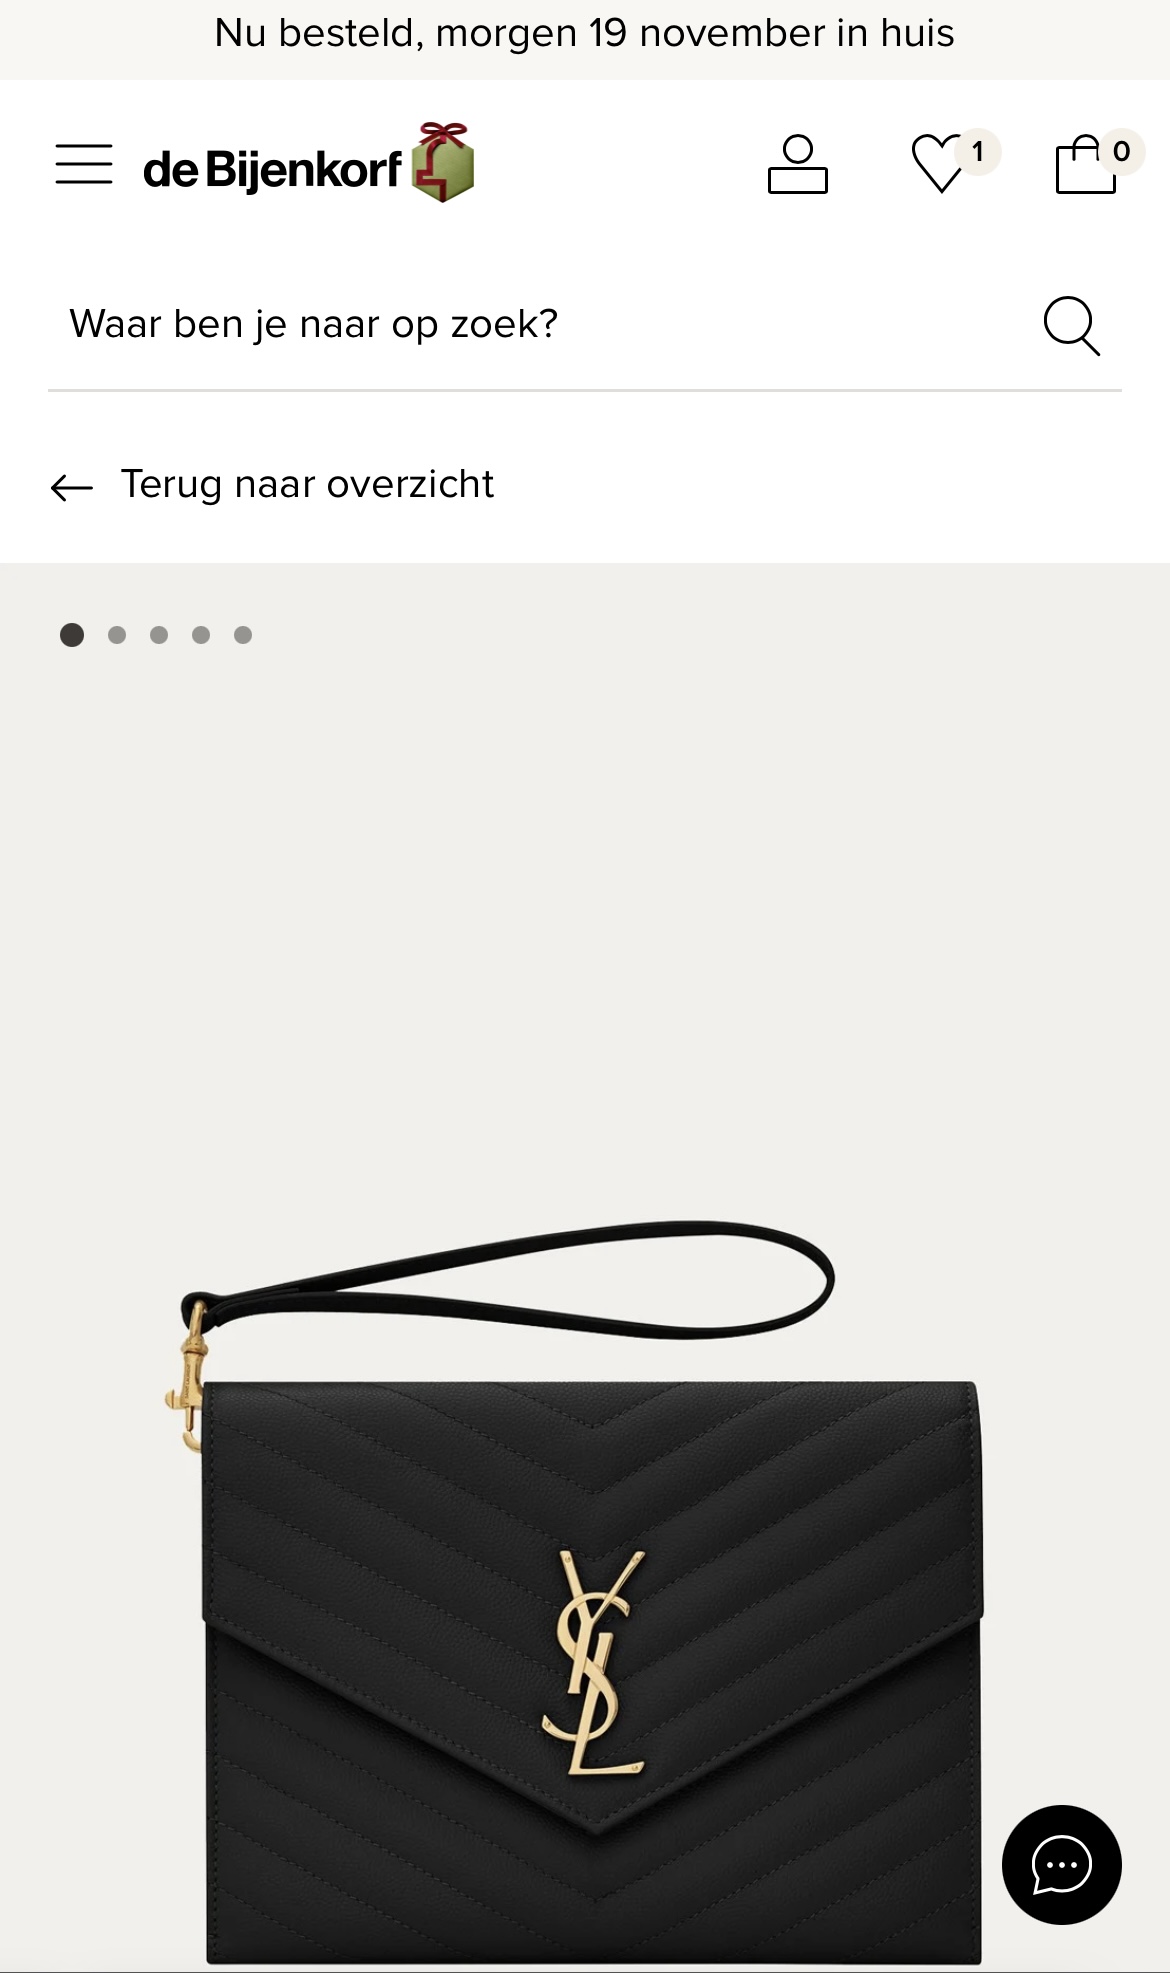 Nu besteld, morgen 19 november in huis
de Bijenkorf
1
0
Waar ben je naar op zoek?
Terug naar overzicht
YSL